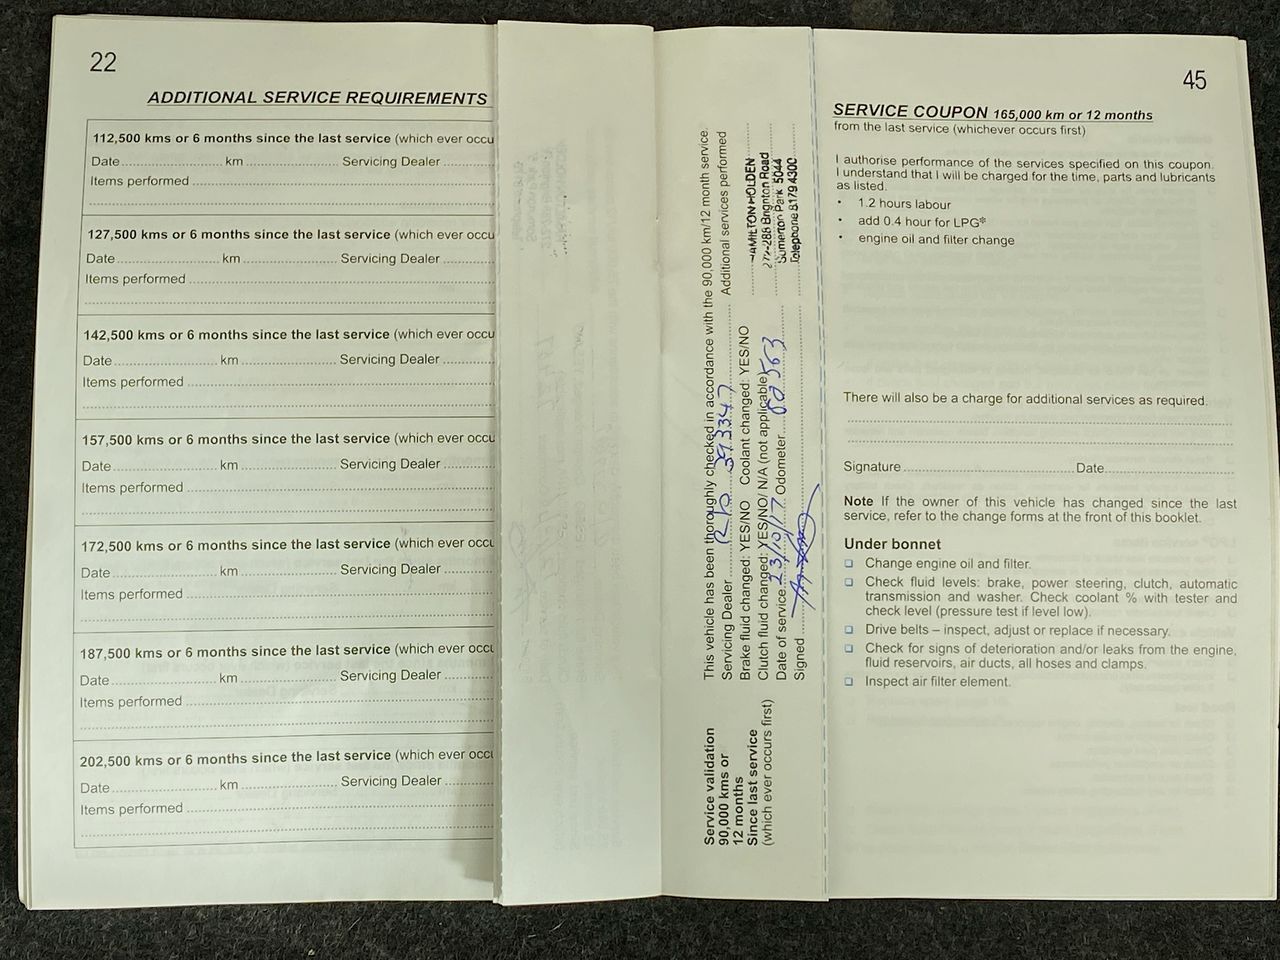 22
ADDITIONAL SERVICE REQUIREMENTS
112,500 kms or 6 months since the last service (which ever occu
Date.................... km .................... Servicing Dealer ..........
Items performed ........................................
127,500 kms or 6 months since the last service (which ever occu
Date.................... km .................... Servicing Dealer ..........
Items performed ........................................
142,500 kms or 6 months since the last service (which ever occu
Date.................... km .................... Servicing Dealer ..........
Items performed ........................................
157,500 kms or 6 months since the last service (which ever occu
Date.................... km .................... Servicing Dealer ..........
Items performed ........................................
172,500 kms or 6 months since the last service (which ever occu
Date.................... km .................... Servicing Dealer ..........
Items performed ........................................
187,500 kms or 6 months since the last service (which ever occu
Date.................... km .................... Servicing Dealer ..........
Items performed ........................................
202,500 kms or 6 months since the last service (which ever occu
Date.................... km .................... Servicing Dealer ..........
Items performed ........................................
Service validation
90,000 kms or
12 months
Since last service
(which ever occurs first)
This vehicle has been thoroughly checked in accordance with the 90,000 km/12 month service.
Servicing Dealer R/O 393347 Additional services performed
Brake fluid changed: YES/NO Coolant changed: YES/NO
Clutch fluid changed: YES/NO/ N/A (not applicable)
Date of service 23/10/17 Odometer 80563
Signed
HAMILTON HOLDEN
Brighton Road
Somerton Park 5044
Telephone 8179 4300
45
SERVICE COUPON 165,000 km or 12 months
from the last service (whichever occurs first)
I authorise performance of the services specified on this coupon.
I understand that I will be charged for the time, parts and lubricants
as listed.
• 1.2 hours labour
• add 0.4 hour for LPG*
• engine oil and filter change
There will also be a charge for additional services as required.
Signature........................................Date..............................
Note If the owner of this vehicle has changed since the last
service, refer to the change forms at the front of this booklet.
Under bonnet
❑ Change engine oil and filter.
❑ Check fluid levels: brake, power steering, clutch, automatic
transmission and washer. Check coolant % with tester and
check level (pressure test if level low).
❑ Drive belts – inspect, adjust or replace if necessary.
❑ Check for signs of deterioration and/or leaks from the engine,
fluid reservoirs, air ducts, all hoses and clamps.
❑ Inspect air filter element.